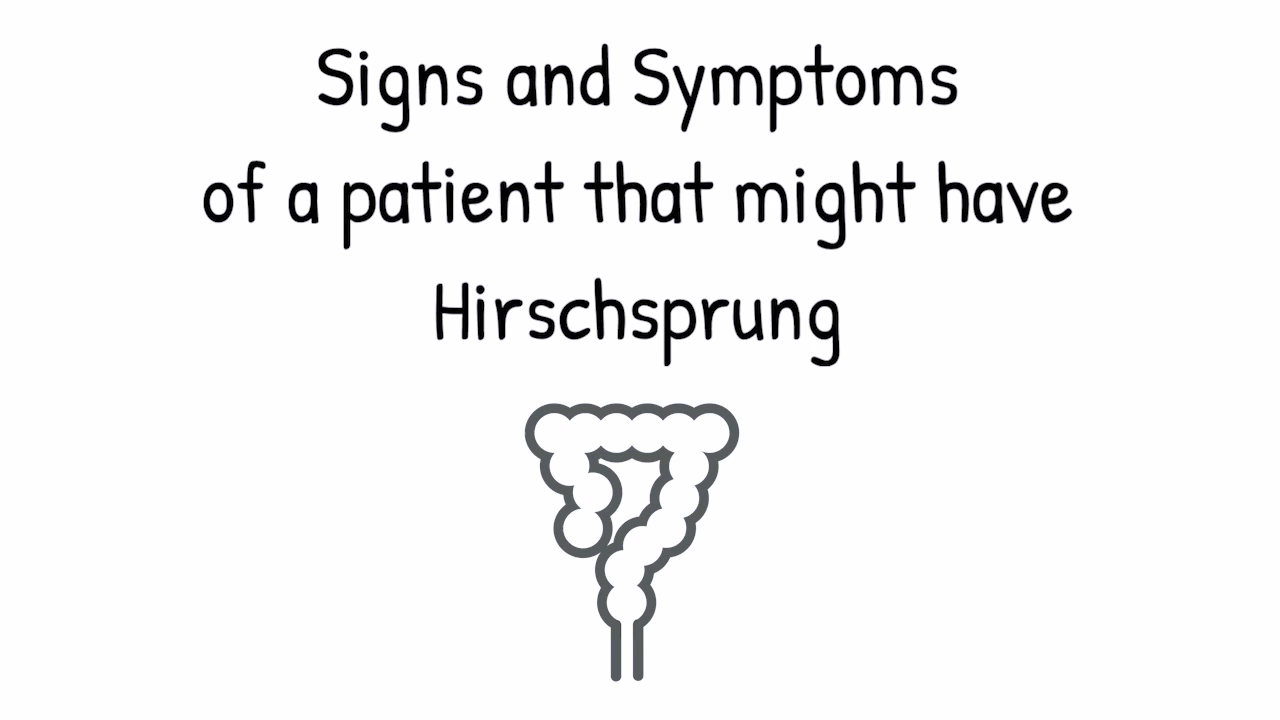 Signs and Symptoms
of a patient that might have
Hirschsprung